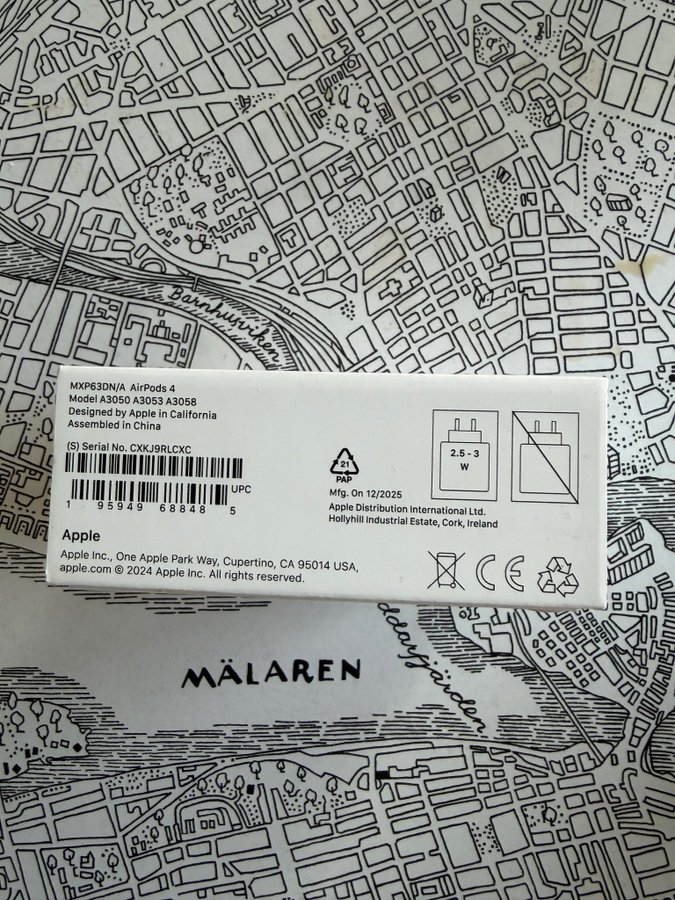 Barnhusviken
MXP63DN/A AirPods 4
Model A3050 A3053 A3058
Designed by Apple in California
Assembled in China
(S) Serial No. CXKJ9RLCXC
UPC
1 95949 68848 5
21
PAP
2.5 - 3
W
Mfg. On 12/2025
Apple Distribution International Ltd.
Hollyhill Industrial Estate, Cork, Ireland
Apple
Apple Inc., One Apple Park Way, Cupertino, CA 95014 USA,
apple.com © 2024 Apple Inc. All rights reserved.
CE
ddarfjärden
MÄLAREN